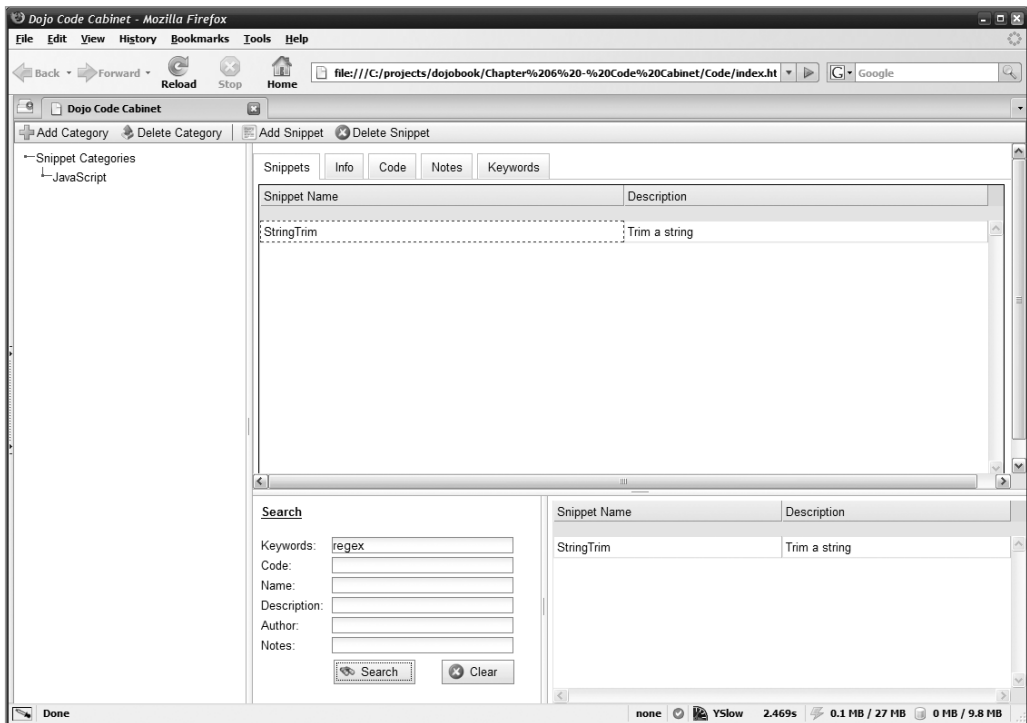 Dojo Code Cabinet - Mozilla Firefox
File Edit View History Bookmarks Tools Help
Back Forward Reload Stop Home file:///C:/projects/dojobook/Chapter%206%20-%20Code%20Cabinet/Code/index.ht G Google
Dojo Code Cabinet
Add Category Delete Category Add Snippet Delete Snippet
Snippet Categories
JavaScript
Snippets Info Code Notes Keywords
Snippet Name Description
StringTrim Trim a string
Search
Keywords: regex
Code:
Name:
Description:
Author:
Notes:
Search Clear
Snippet Name Description
StringTrim Trim a string
Done none YSlow 2.469s 0.1 MB / 27 MB 0 MB / 9.8 MB